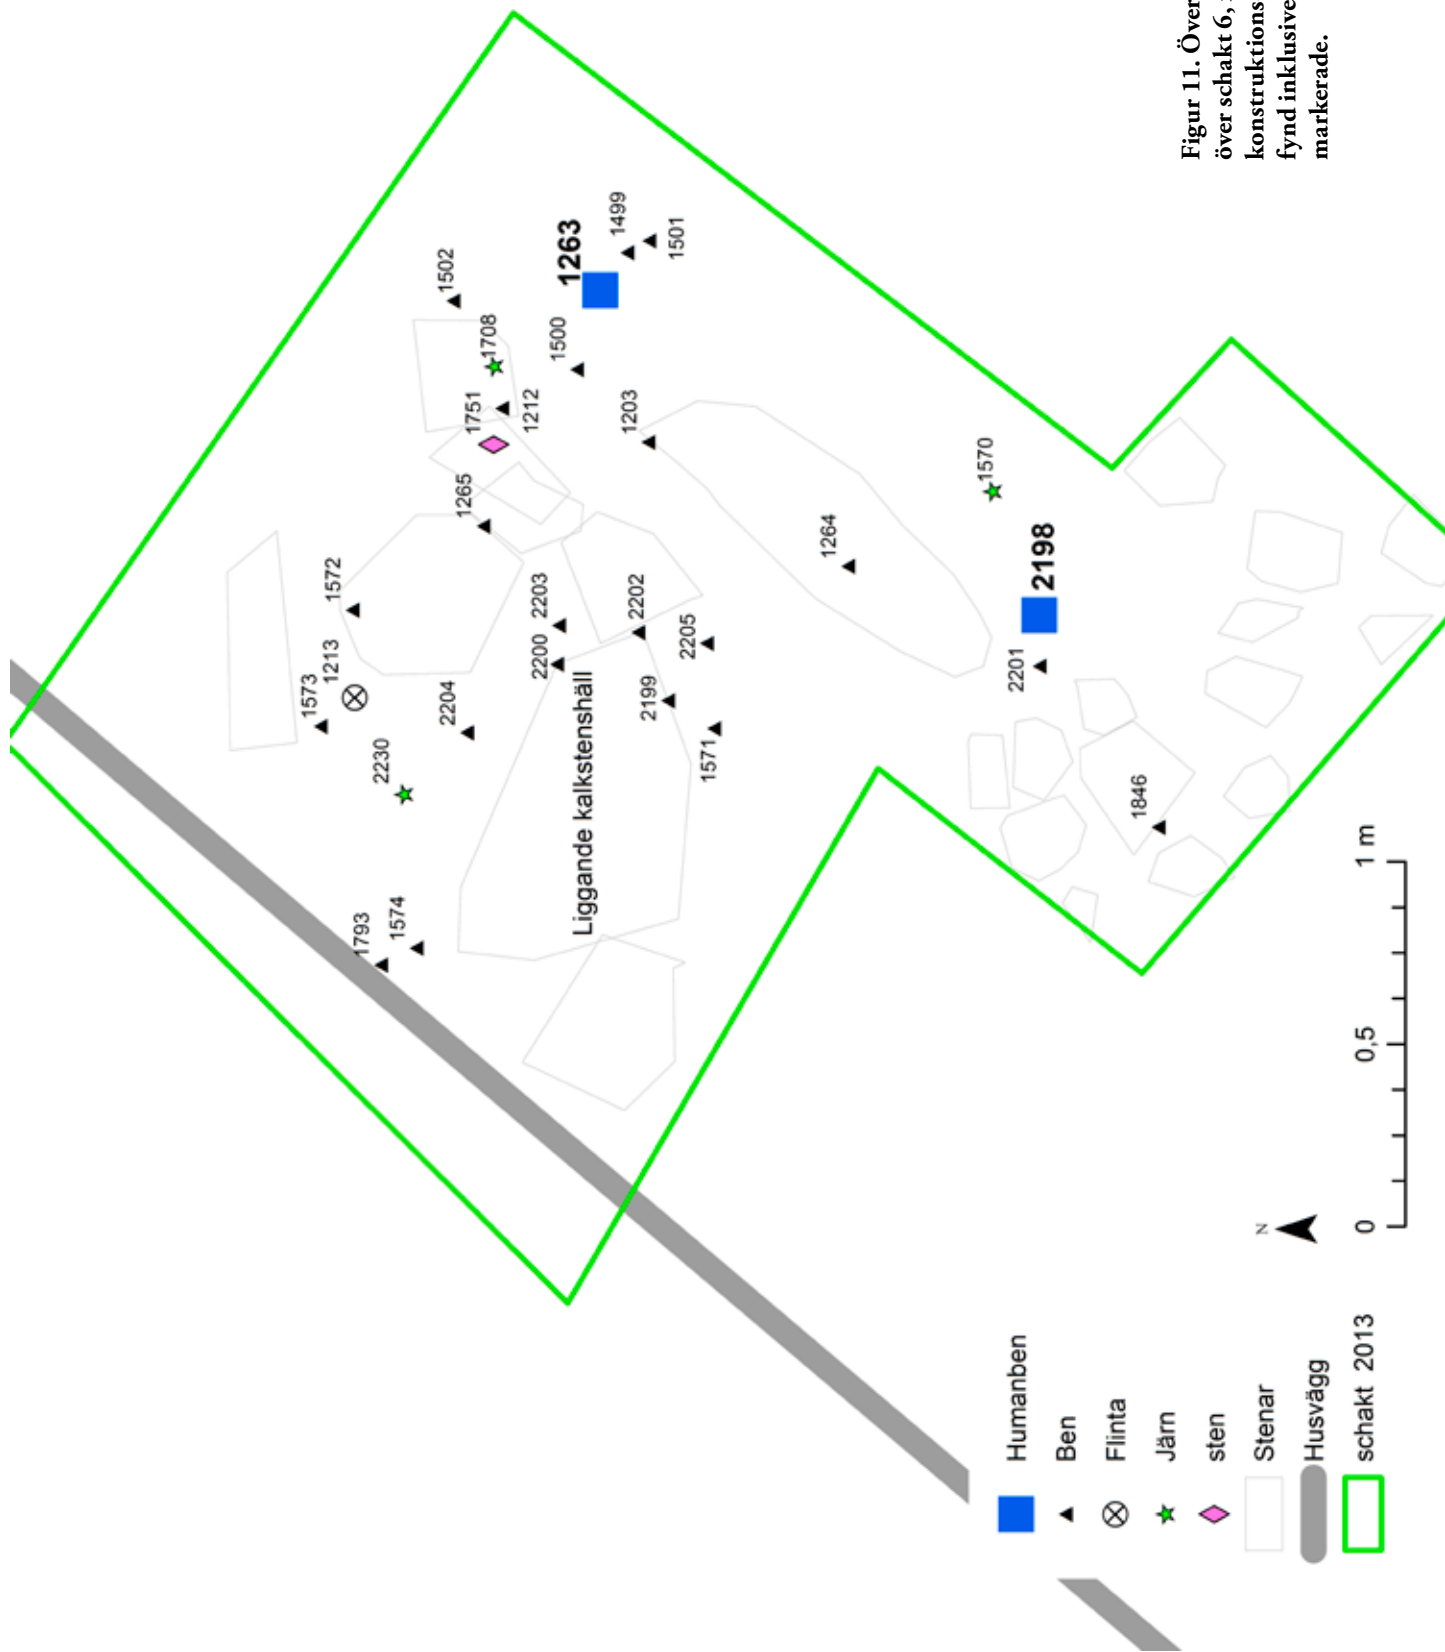 Figur 11. Över
över schakt 6,
konstruktions
fynd inklusive
markerade.
1573
1213
1572
1265
1751
1212
1708
1502
1500
1263
1499
1501
1203
1793
1574
2230
2204
2200
2203
2202
2205
2199
1571
Liggande kalkstenshäll
1264
1570
2198
2201
1846
N
0
0,5
1 m
Humanben
Ben
Flinta
Järn
sten
Stenar
Husvägg
schakt 2013